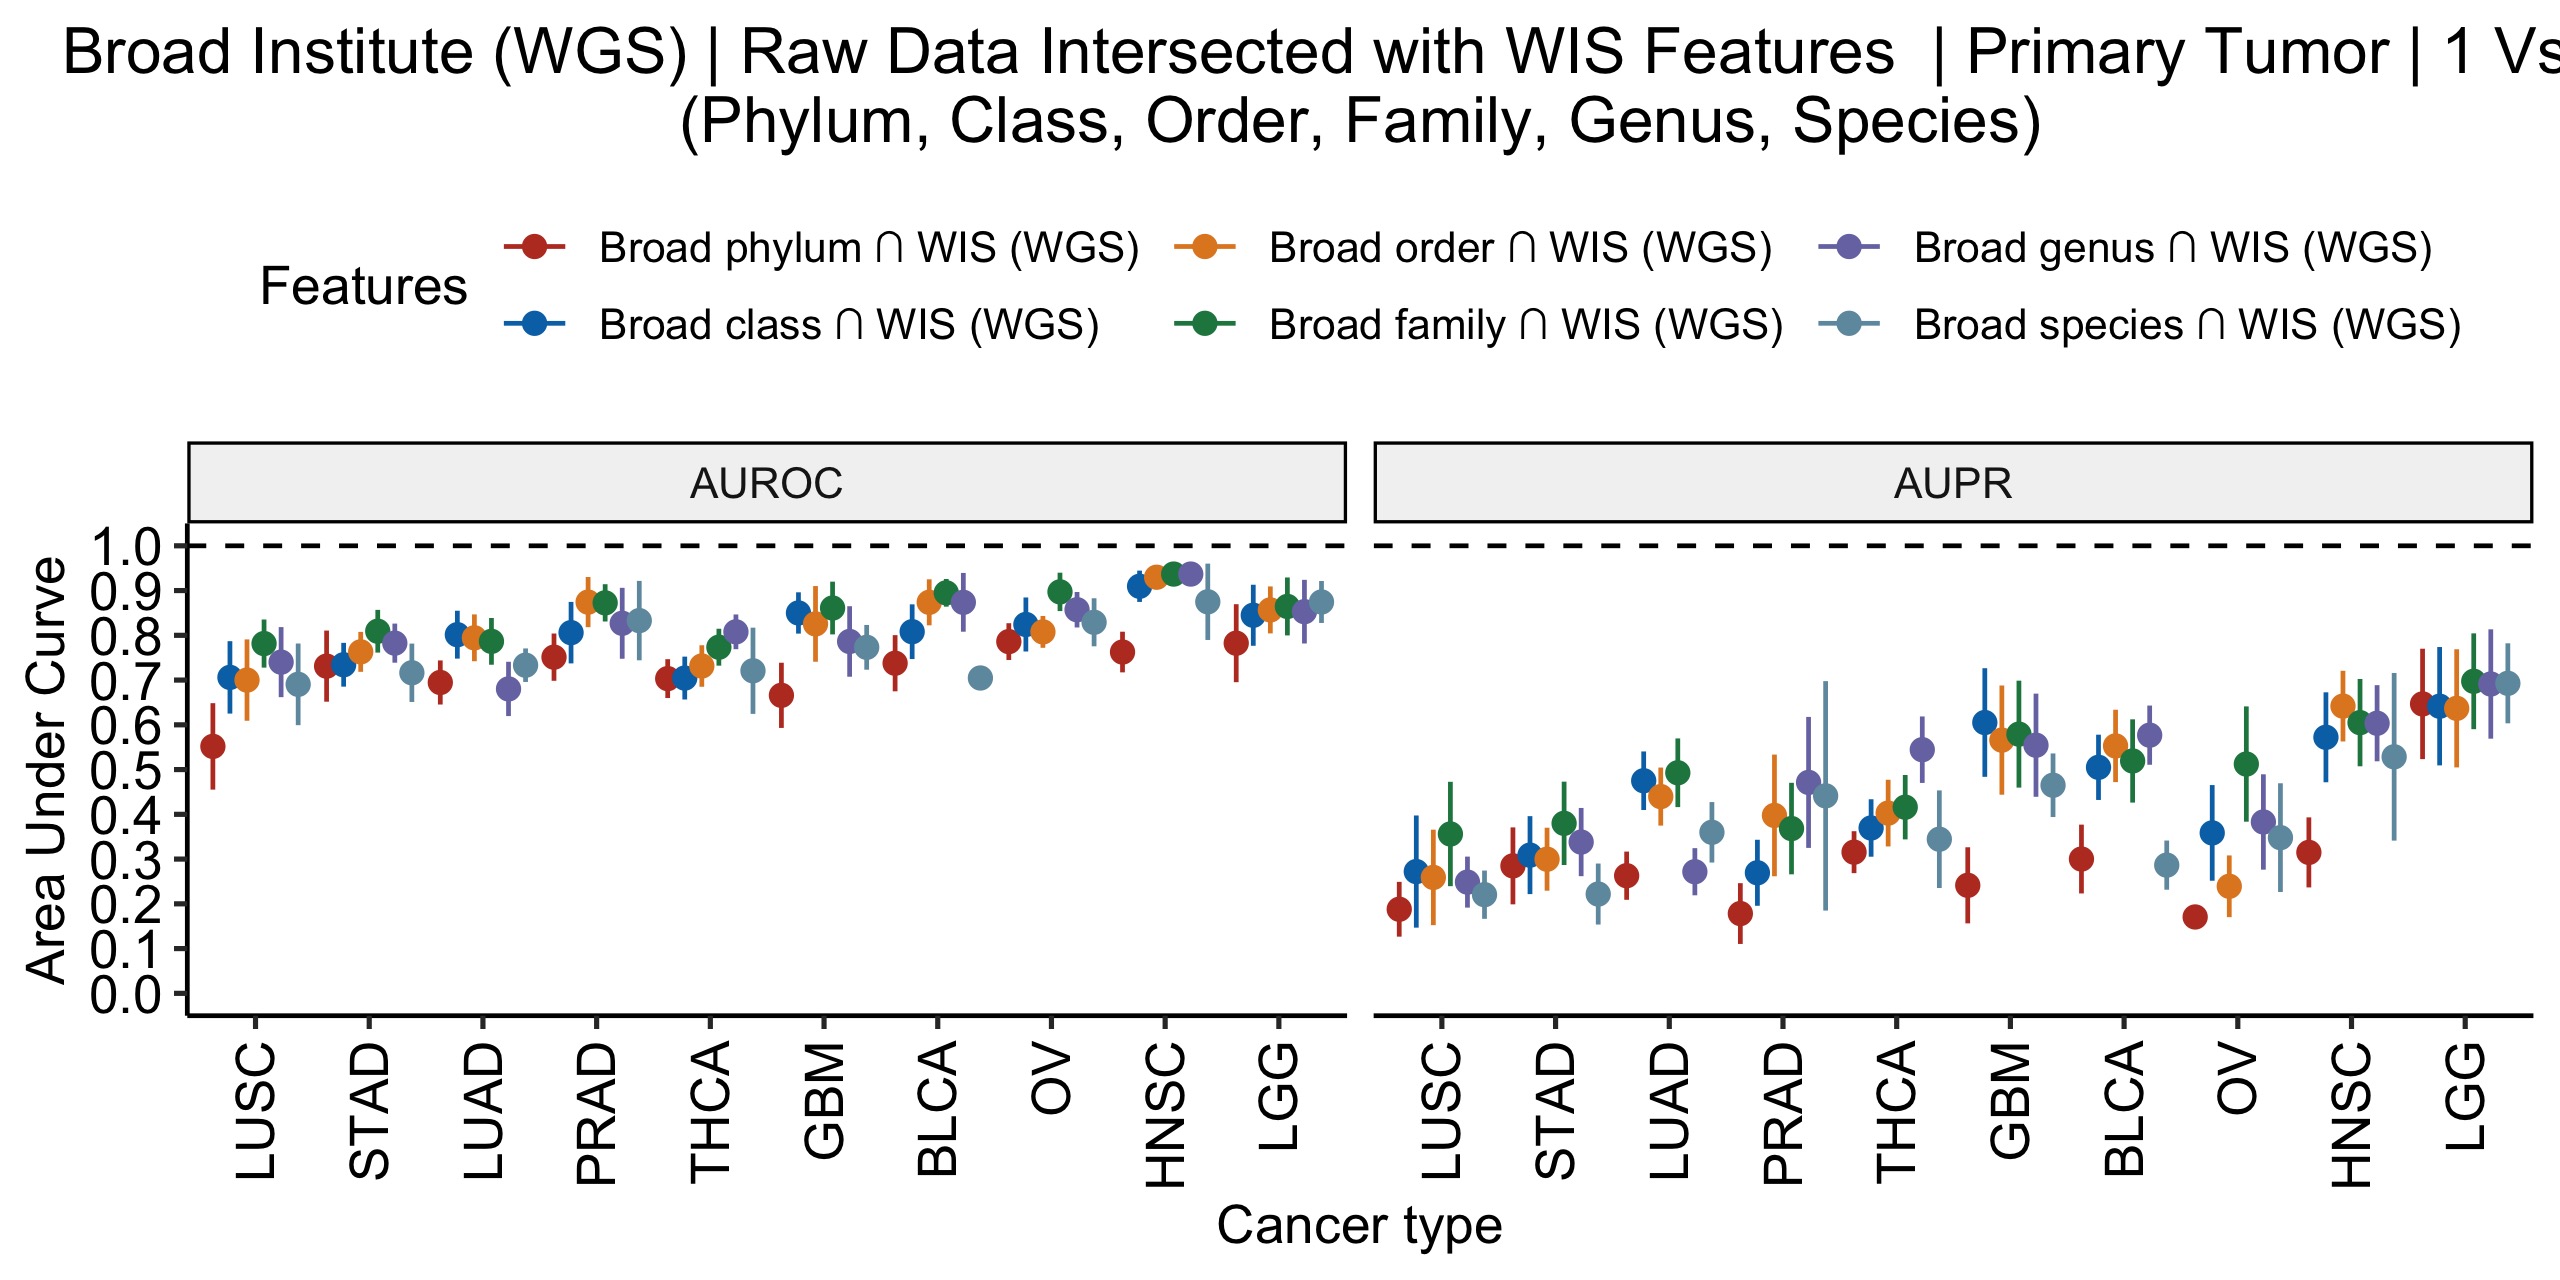 Broad Institute (WGS) | Raw Data Intersected with WIS Features | Primary Tumor | 1 Vs
(Phylum, Class, Order, Family, Genus, Species)
Features
Broad phylum ∩ WIS (WGS)
Broad order ∩ WIS (WGS)
Broad genus ∩ WIS (WGS)
Broad class ∩ WIS (WGS)
Broad family ∩ WIS (WGS)
Broad species ∩ WIS (WGS)
AUROC
AUPR
Area Under Curve
1.0
0.9
0.8
0.7
0.6
0.5
0.4
0.3
0.2
0.1
0.0
LUSC
STAD
LUAD
PRAD
THCA
GBM
BLCA
OV
HNSC
LGG
LUSC
STAD
LUAD
PRAD
THCA
GBM
BLCA
OV
HNSC
LGG
Cancer type